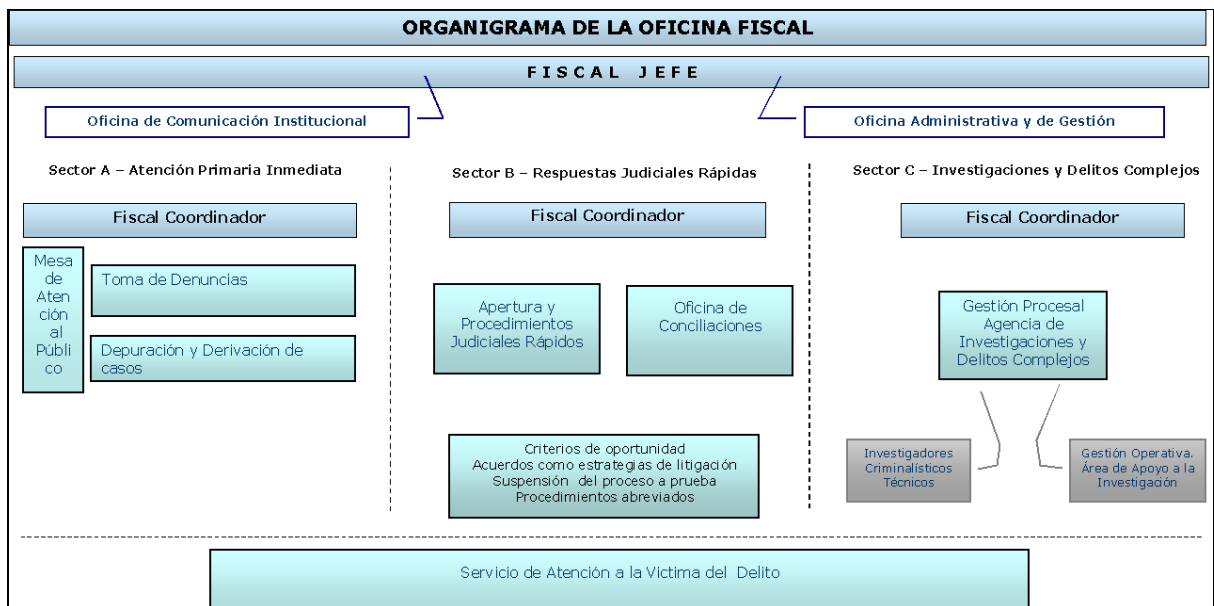 ORGANIGRAMA DE LA OFICINA FISCAL
FISCAL JEFE
Oficina de Comunicación Institucional
Oficina Administrativa y de Gestión
Sector A – Atención Primaria Inmediata
Fiscal Coordinador
Mesa
de
Aten
ción
al
Públi
co
Toma de Denuncias
Depuración y Derivación de
casos
Sector B – Respuestas Judiciales Rápidas
Fiscal Coordinador
Apertura y
Procedimientos
Judiciales Rápidos
Oficina de
Conciliaciones
Criterios de oportunidad
Acuerdos como estrategias de litigación
Suspensión del proceso a prueba
Procedimientos abreviados
Sector C – Investigaciones y Delitos Complejos
Fiscal Coordinador
Gestión Procesal
Agencia de
Investigaciones y
Delitos Complejos
Investigadores
Criminalísticos
Técnicos
Gestión Operativa.
Área de Apoyo a la
Investigación
Servicio de Atención a la Victima del Delito